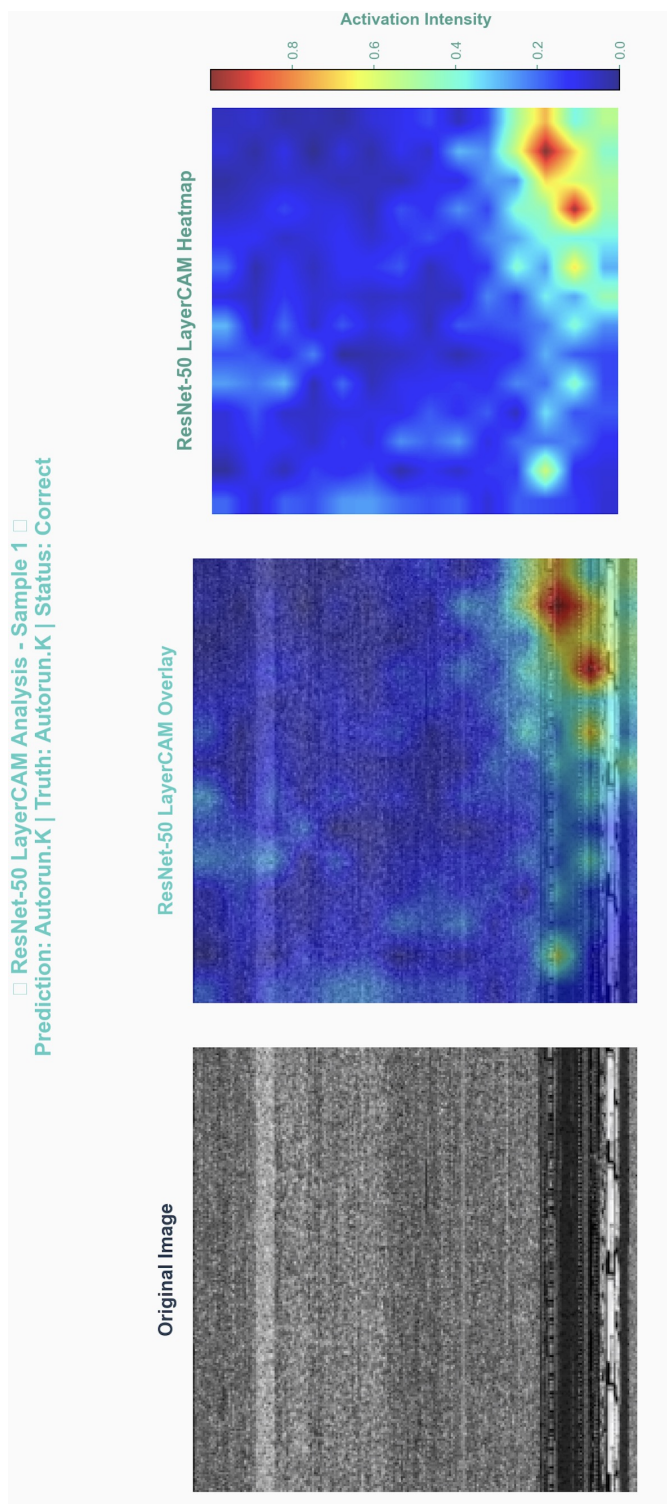 □ ResNet-50 LayerCAM Analysis - Sample 1 □
Prediction: Autorun.K | Truth: Autorun.K | Status: Correct
Original Image
ResNet-50 LayerCAM Overlay
ResNet-50 LayerCAM Heatmap
0.8
0.6
0.4
0.2
0.0
Activation Intensity